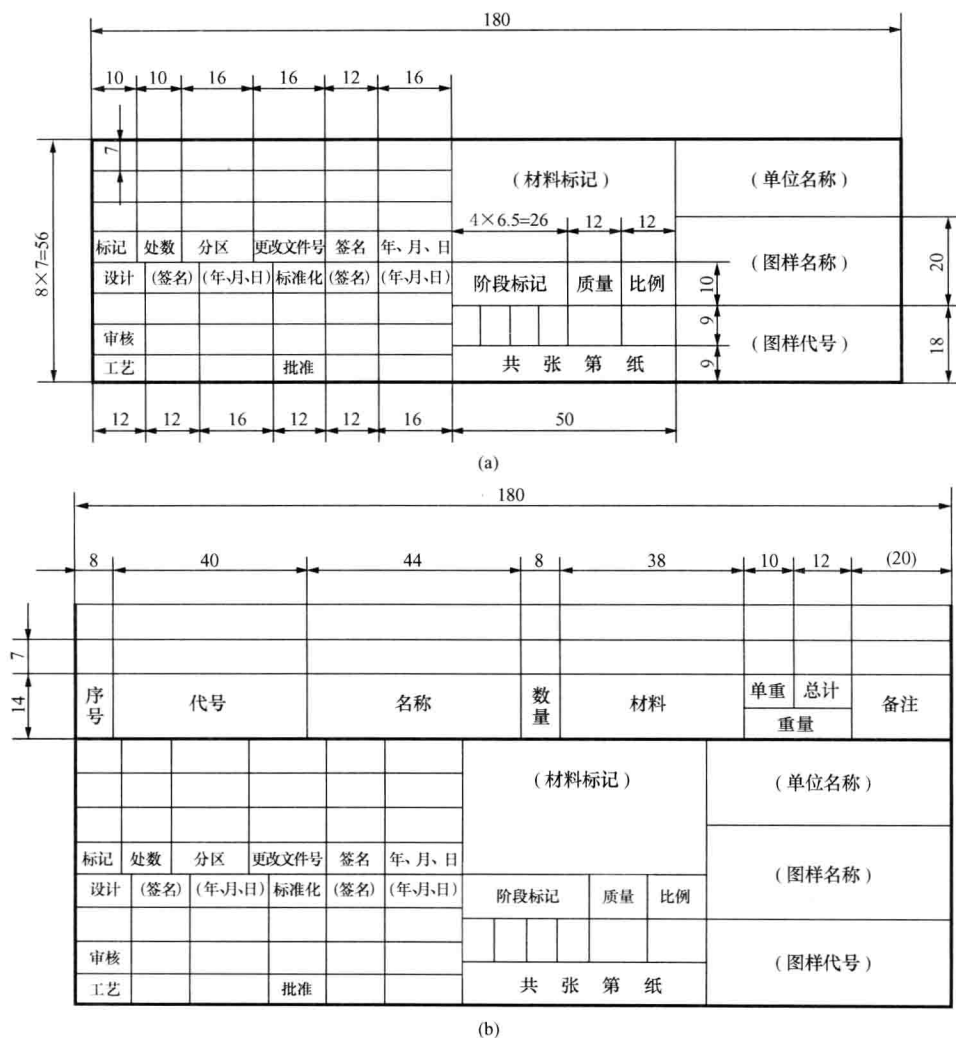 180
10 10 16 16 12 16
7
(材料标记) (单位名称)
4×6.5=26 12 12
8×7=56
标记 处数 分区 更改文件号 签名 年、月、日
(图样名称) 20
设计 (签名) (年、月、日) 标准化 (签名) (年、月、日) 阶段标记 质量 比例 10
9
审核 (图样代号) 18
工艺 批准 共 张 第 纸 9
12 12 16 12 12 16 50
(a)
180
8 40 44 8 38 10 12 (20)
7
14
序号 代号 名称 数量 材料 单重 总计 备注
重量
(材料标记) (单位名称)
标记 处数 分区 更改文件号 签名 年、月、日
(图样名称)
设计 (签名) (年、月、日) 标准化 (签名) (年、月、日) 阶段标记 质量 比例
审核 (图样代号)
工艺 批准 共 张 第 纸
(b)